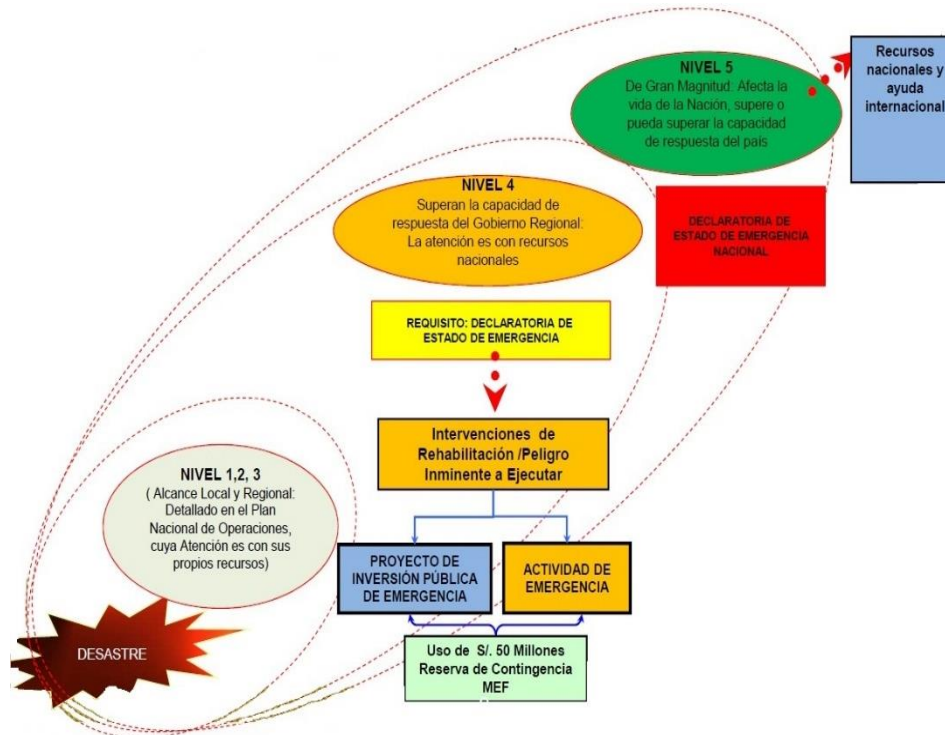 NIVEL 5
De Gran Magnitud: Afecta la
vida de la Nación, supere o
pueda superar la capacidad
de respuesta del país
Recursos
nacionales y
ayuda
internacional
NIVEL 4
Superan la capacidad de
respuesta del Gobierno Regional:
La atención es con recursos
nacionales
DECLARATORIA DE
ESTADO DE EMERGENCIA
NACIONAL
REQUISITO: DECLARATORIA DE
ESTADO DE EMERGENCIA
Intervenciones de
Rehabilitación /Peligro
Inminente a Ejecutar
NIVEL 1,2, 3
( Alcance Local y Regional:
Detallado en el Plan
Nacional de Operaciones,
cuya Atención es con sus
propios recursos)
PROYECTO DE
INVERSIÓN PÚBLICA
DE EMERGENCIA
ACTIVIDAD DE
EMERGENCIA
DESASTRE
Uso de S/. 50 Millones
Reserva de Contingencia
MEF